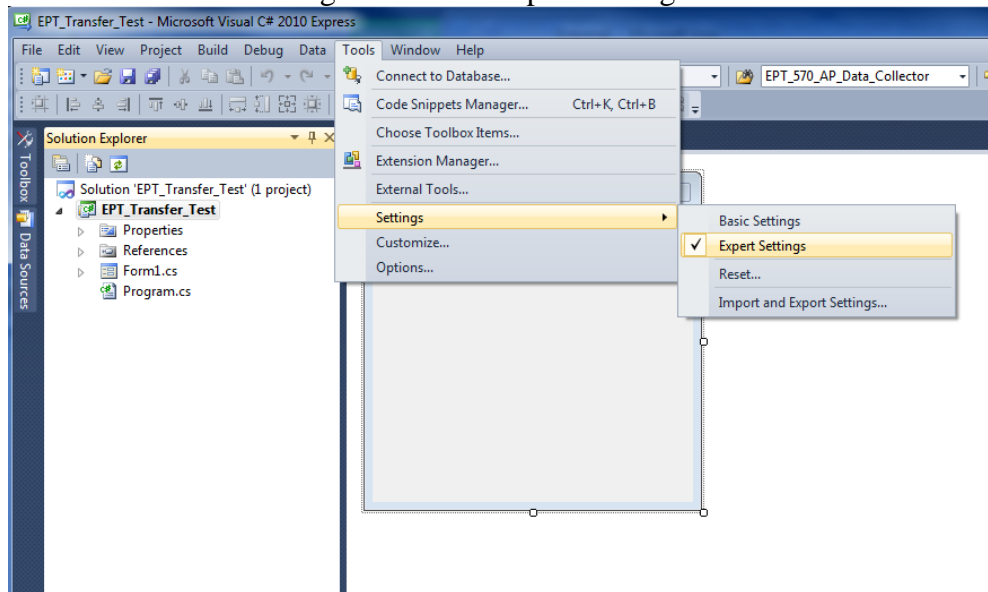 EPT_Transfer_Test - Microsoft Visual C# 2010 Express
File Edit View Project Build Debug Data Tools Window Help
Connect to Database...
EPT_570_AP_Data_Collector
Code Snippets Manager... Ctrl+K, Ctrl+B
Choose Toolbox Items...
Extension Manager...
External Tools...
Settings
Customize...
Options...
Basic Settings
Expert Settings
Reset...
Import and Export Settings...
Toolbox
Data Sources
Solution Explorer
Solution 'EPT_Transfer_Test' (1 project)
EPT_Transfer_Test
Properties
References
Form1.cs
Program.cs